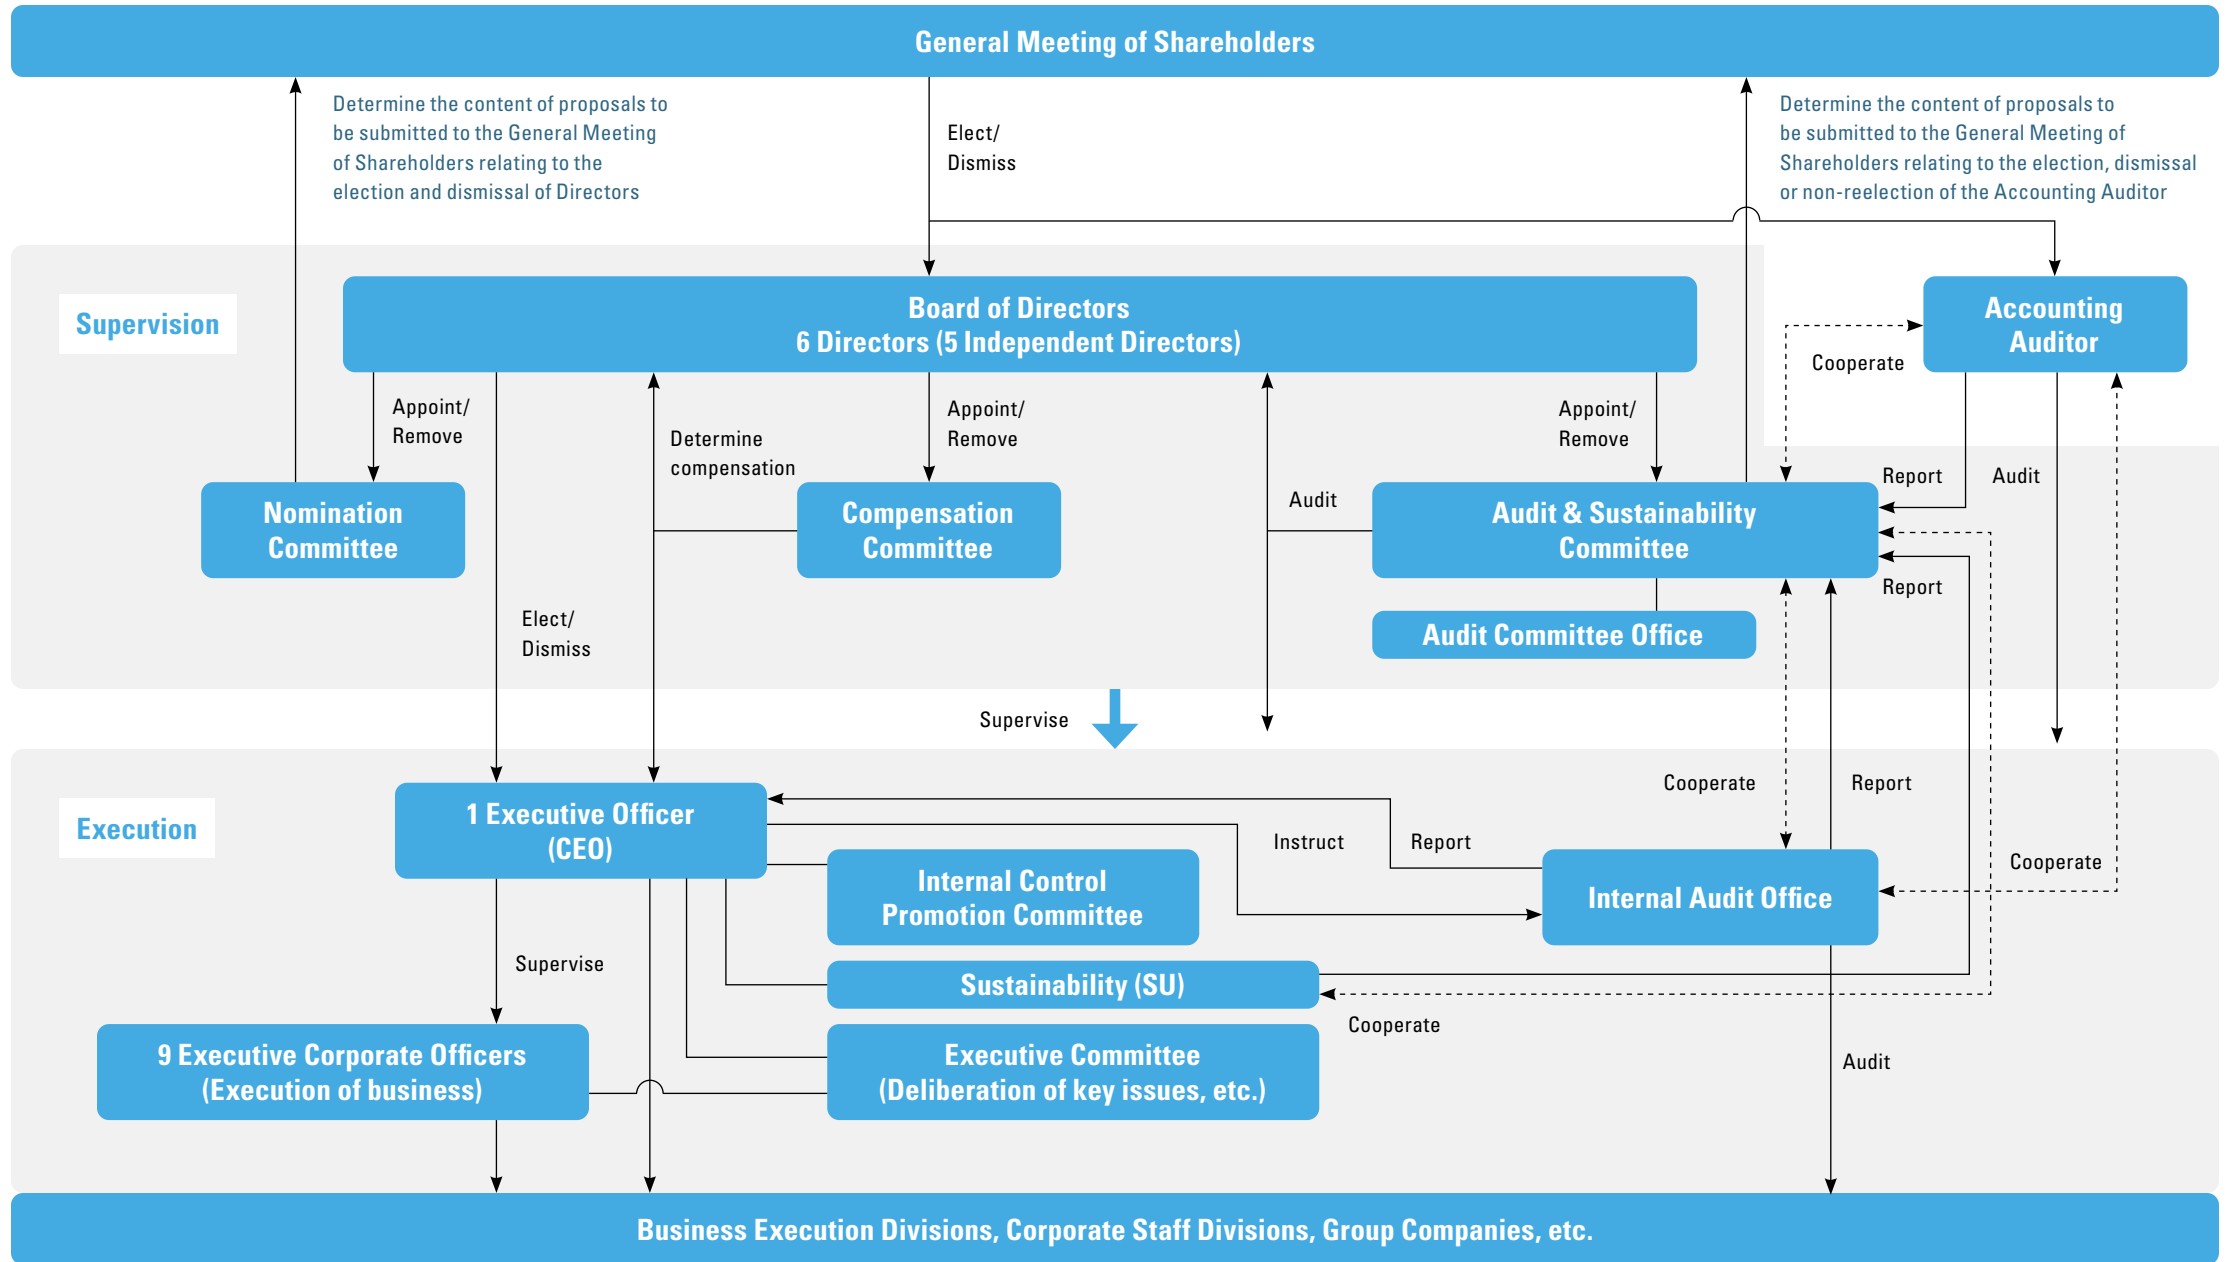 General Meeting of Shareholders
Determine the content of proposals to
be submitted to the General Meeting
of Shareholders relating to the
election and dismissal of Directors
Elect/
Dismiss
Determine the content of proposals to
be submitted to the General Meeting of
Shareholders relating to the election, dismissal
or non-reelection of the Accounting Auditor
Supervision
Board of Directors
6 Directors (5 Independent Directors)
Accounting
Auditor
Cooperate
Appoint/
Remove
Determine
compensation
Appoint/
Remove
Appoint/
Remove
Audit
Report
Audit
Nomination
Committee
Compensation
Committee
Audit & Sustainability
Committee
Report
Elect/
Dismiss
Audit Committee Office
Supervise
Execution
1 Executive Officer
(CEO)
Cooperate
Report
Instruct
Report
Cooperate
Internal Control
Promotion Committee
Internal Audit Office
Supervise
Sustainability (SU)
Cooperate
9 Executive Corporate Officers
(Execution of business)
Executive Committee
(Deliberation of key issues, etc.)
Audit
Business Execution Divisions, Corporate Staff Divisions, Group Companies, etc.